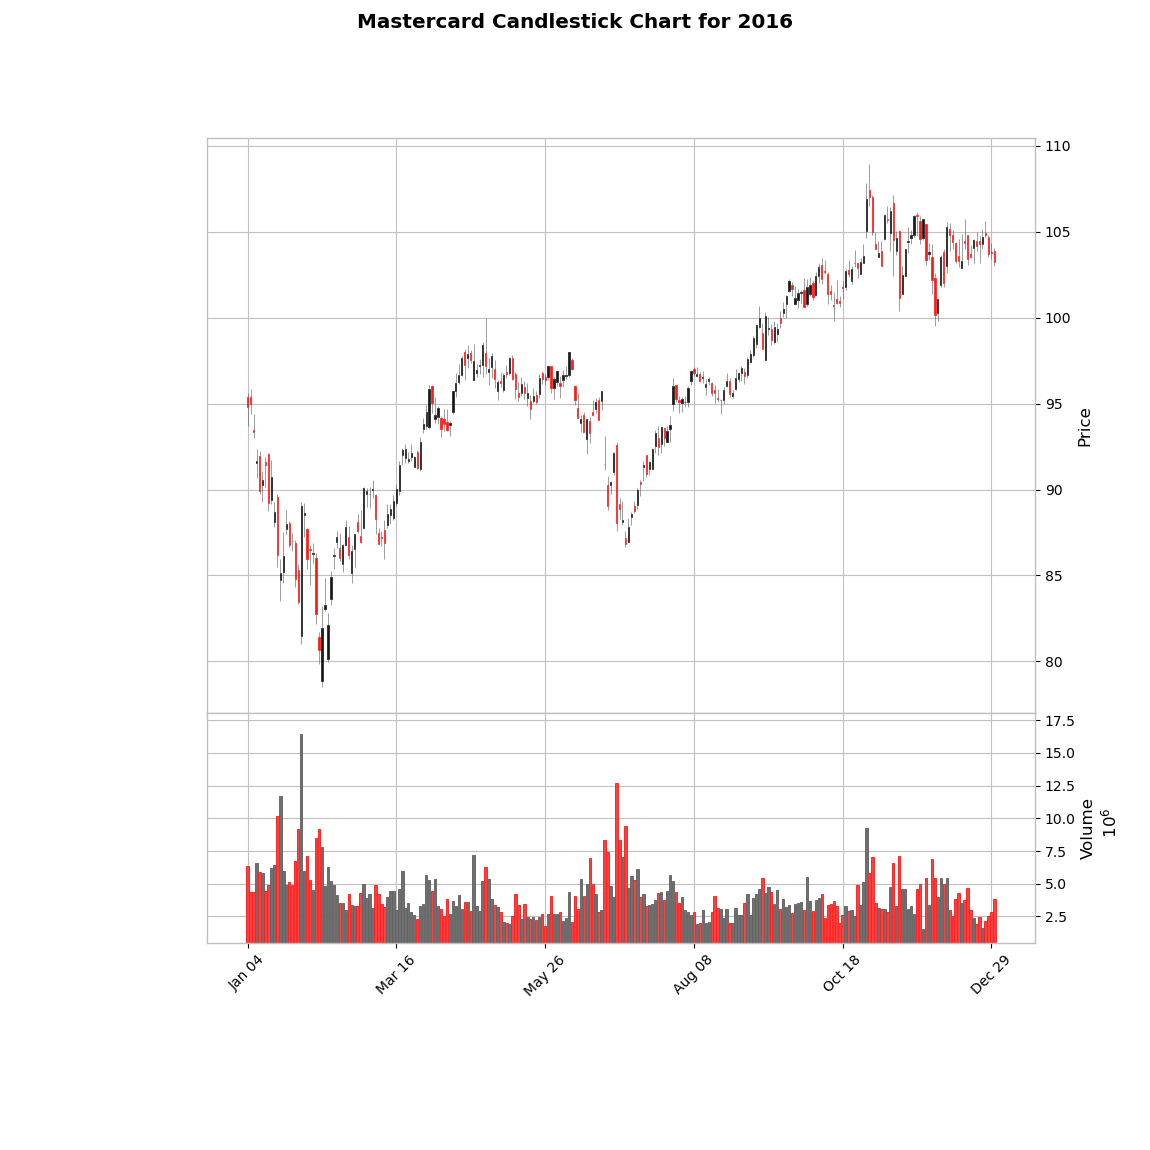 Mastercard Candlestick Chart for 2016
110
105
100
95
90
85
80
Price
17.5
15.0
12.5
10.0
7.5
5.0
2.5
Volume
10^6
Jan 04
Mar 16
May 26
Aug 08
Oct 18
Dec 29